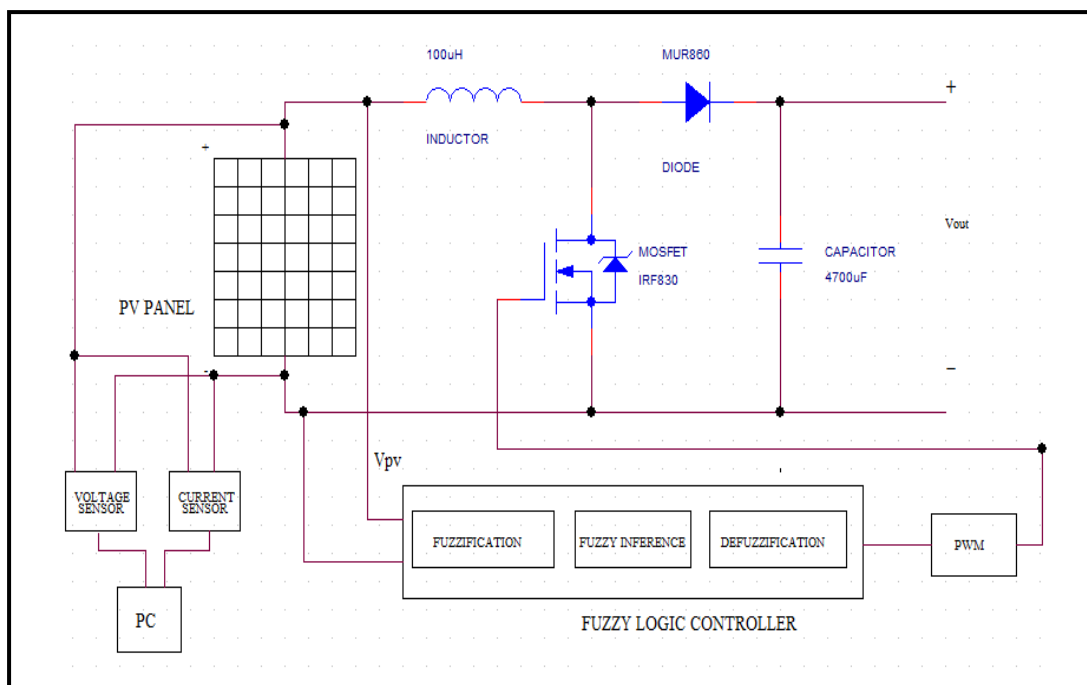 100uH
MUR860
+
INDUCTOR
DIODE
+
Vout
MOSFET
IRF830
CAPACITOR
4700uF
PV PANEL
-
−
Vpv
VOLTAGE
SENSOR
CURRENT
SENSOR
FUZZIFICATION
FUZZY INFERENCE
DEFUZZIFICATION
PWM
PC
FUZZY LOGIC CONTROLLER